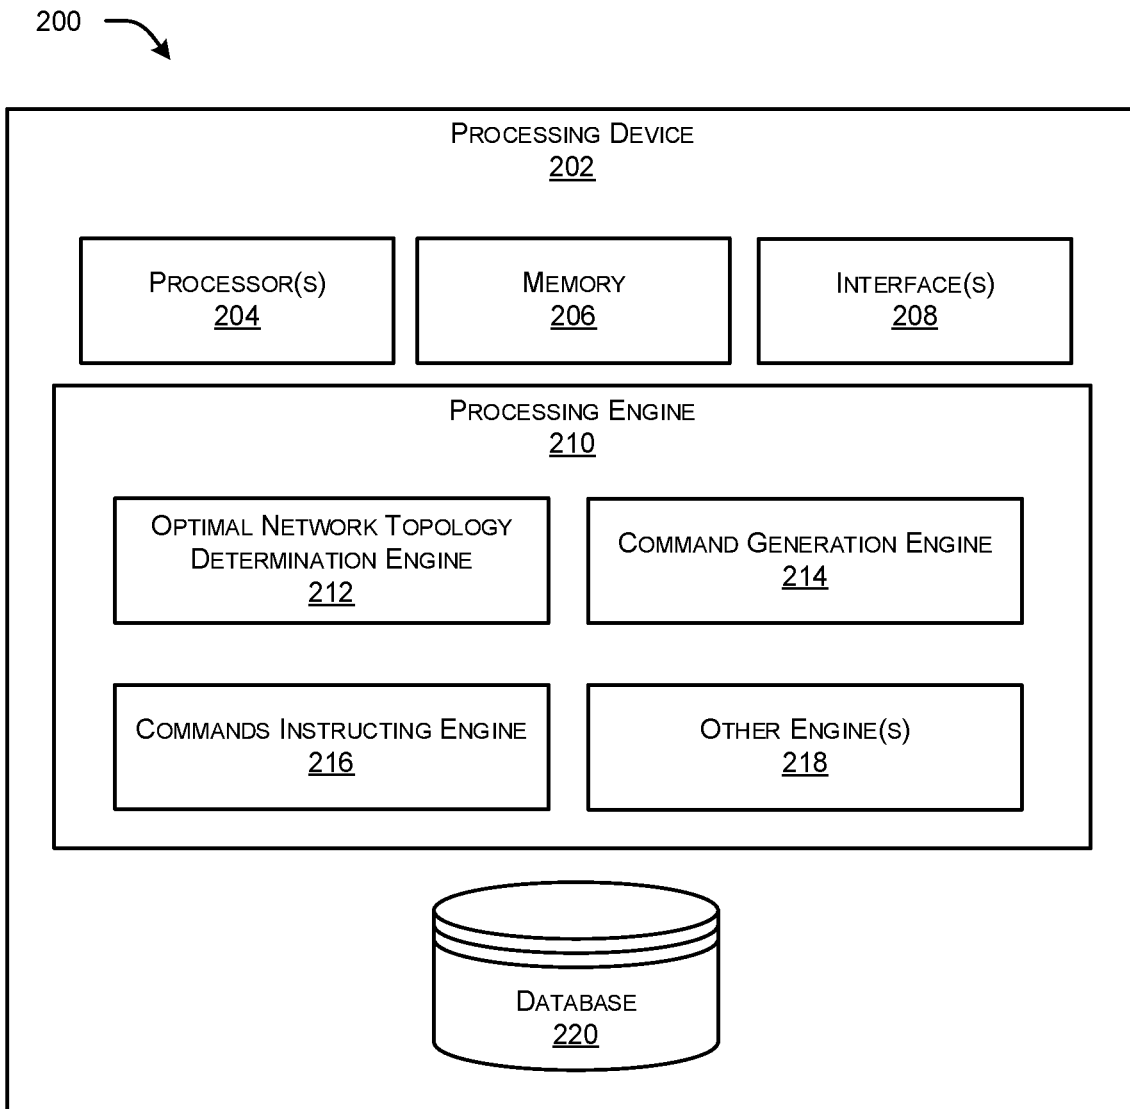 200
PROCESSING DEVICE
202
PROCESSOR(S)
204
MEMORY
206
INTERFACE(S)
208
PROCESSING ENGINE
210
OPTIMAL NETWORK TOPOLOGY
DETERMINATION ENGINE
212
COMMAND GENERATION ENGINE
214
COMMANDS INSTRUCTING ENGINE
216
OTHER ENGINE(S)
218
DATABASE
220